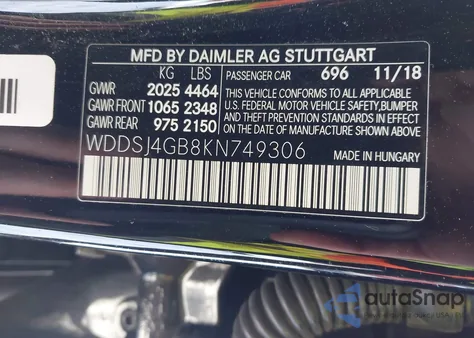 MFD BY DAIMLER AG STUTTGART
KG LBS PASSENGER CAR 696 11/18
GVWR 2025 4464
GAWR FRONT 1065 2348
GAWR REAR 975 2150
THIS VEHICLE CONFORMS TO ALL APPLI-
CABLE U.S. FEDERAL MOTOR VEHICLE SAFETY,BUMPER
AND THEFT PREVENTION STANDARDS IN EFFECT ON THE
DATE OF MANUFACTURE SHOWN ABOVE.
WDDSJ4GB8KN749306 MADE IN HUNGARY
autoSnap